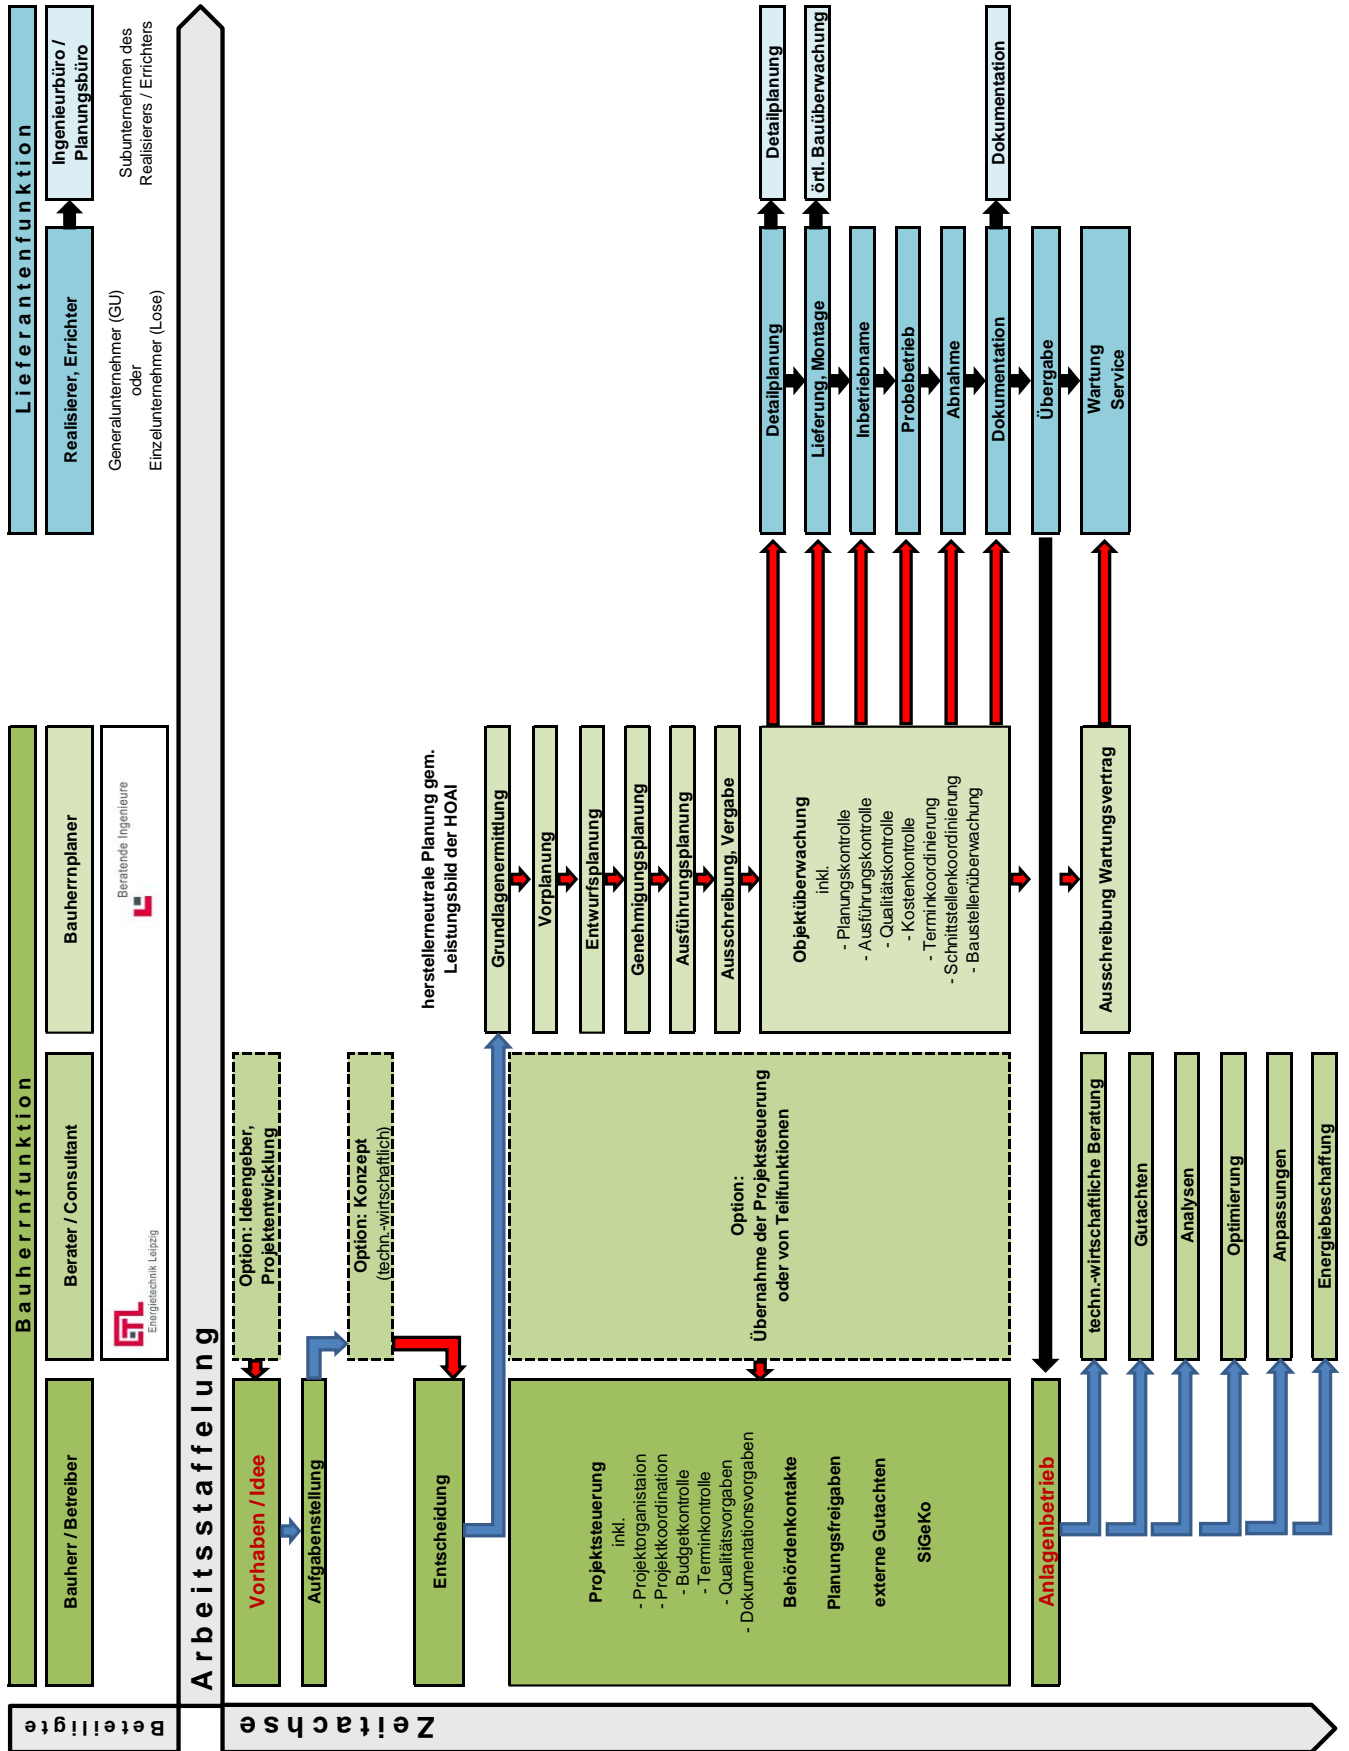 Beteiligte
Bauherrnfunktion
Lieferantenfunktion
Bauherr / Betreiber
Berater / Consultant
Bauherrnplaner
Realisierer, Errichter
Ingenieurbüro /
Planungsbüro
ETL
Energietechnik Leipzig
Beratende Ingenieure
Generalunternehmer (GU)
oder
Einzelunternehmer (Lose)
Subunternehmen des
Realisierers / Errichters
Arbeitsstaffelung
Zeitachse
Vorhaben / Idee
Option: Ideengeber,
Projektentwicklung
Aufgabenstellung
Option: Konzept
(techn.-wirtschaftlich)
Entscheidung
herstellerneutrale Planung gem.
Leistungsbild der HOAI
Grundlagenermittlung
Vorplanung
Entwurfsplanung
Genehmigungsplanung
Ausführungsplanung
Ausschreibung, Vergabe
Projektsteuerung
inkl.
- Projektorganistaion
- Projektkoordination
- Budgetkontrolle
- Terminkontrolle
- Qualitätsvorgaben
- Dokumentationsvorgaben
Behördenkontakte
Planungsfreigaben
externe Gutachten
SiGeKo
Option:
Übernahme der Projektsteuerung
oder von Teilfunktionen
Objektüberwachung
inkl.
- Planungskontrolle
- Ausführungskontrolle
- Qualitätskontrolle
- Kostenkontrolle
- Terminkoordinierung
- Schnittstellenkoordinierung
- Baustellenüberwachung
Detailplanung
Detailplanung
Lieferung, Montage
örtl. Bauüberwachung
Inbetriebname
Probebetrieb
Abnahme
Dokumentation
Dokumentation
Übergabe
Anlagenbetrieb
Ausschreibung Wartungsvertrag
Wartung
Service
techn.-wirtschaftliche Beratung
Gutachten
Analysen
Optimierung
Anpassungen
Energiebeschaffung